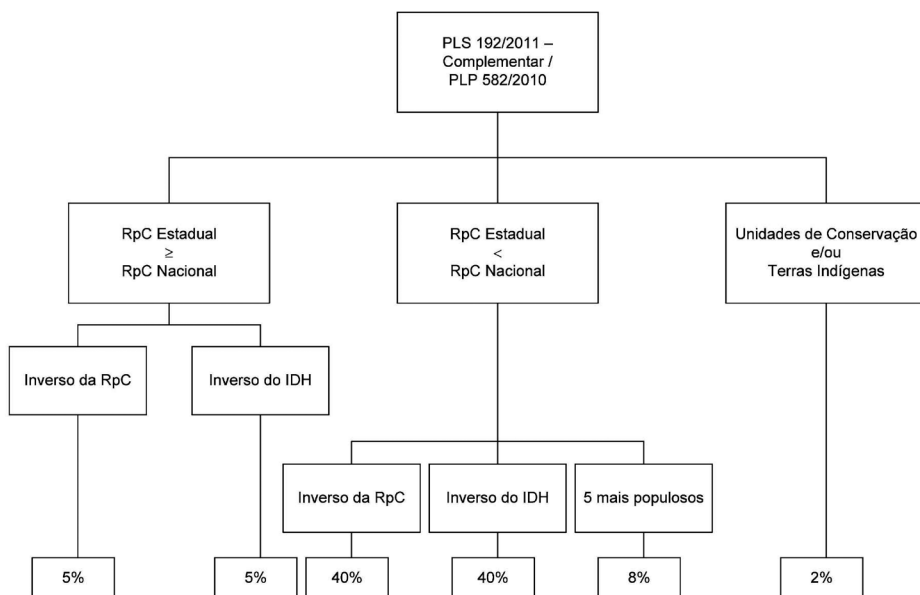 PLS 192/2011 –
Complementar /
PLP 582/2010
RpC Estadual
≥
RpC Nacional
RpC Estadual
<
RpC Nacional
Unidades de Conservação
e/ou
Terras Indígenas
Inverso da RpC
Inverso do IDH
Inverso da RpC
Inverso do IDH
5 mais populosos
5%
5%
40%
40%
8%
2%